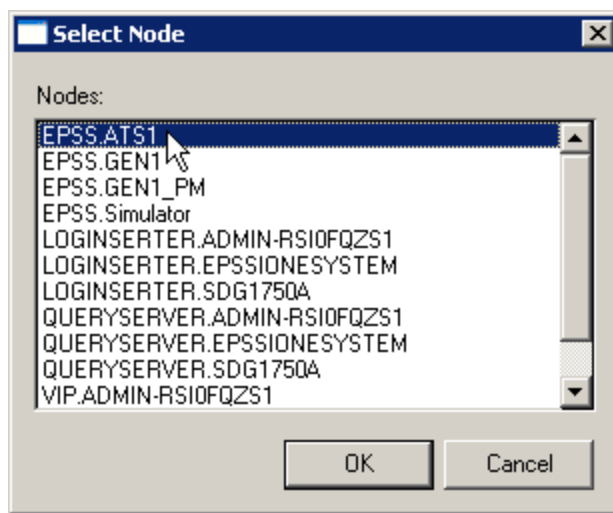 Select Node
Nodes:
EPSS.ATS1
EPSS.GEN1
EPSS.GEN1_PM
EPSS.Simulator
LOGINSERTER.ADMIN-RSI0FQZS1
LOGINSERTER.EPSSIONESYSTEM
LOGINSERTER.SDG1750A
QUERYSERVER.ADMIN-RSI0FQZS1
QUERYSERVER.EPSSIONESYSTEM
QUERYSERVER.SDG1750A
VIP.ADMIN-RSI0FQZS1
OK Cancel